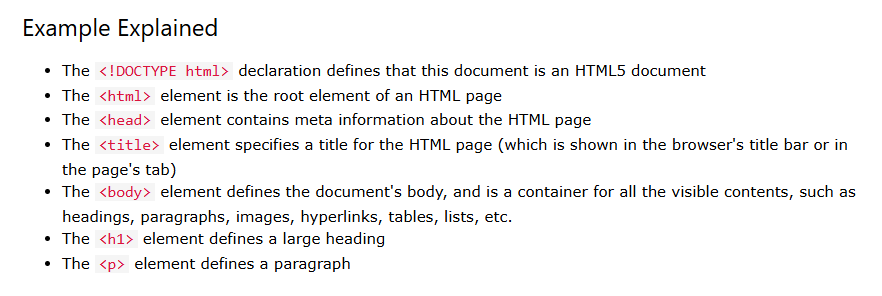 Example Explained
• The <!DOCTYPE html> declaration defines that this document is an HTML5 document
• The <html> element is the root element of an HTML page
• The <head> element contains meta information about the HTML page
• The <title> element specifies a title for the HTML page (which is shown in the browser's title bar or in
the page's tab)
• The <body> element defines the document's body, and is a container for all the visible contents, such as
headings, paragraphs, images, hyperlinks, tables, lists, etc.
• The <h1> element defines a large heading
• The <p> element defines a paragraph